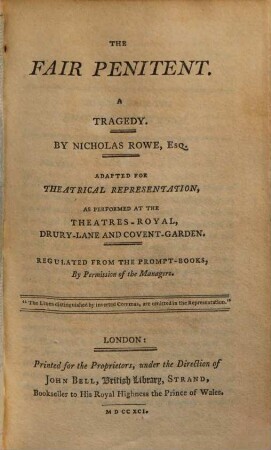 THE
FAIR PENITENT.
A
TRAGEDY.
BY NICHOLAS ROWE, ESQ.
ADAPTED FOR
THEATRICAL REPRESENTATION,
AS PERFORMED AT THE
THEATRES-ROYAL,
DRURY-LANE AND COVENT-GARDEN.
REGULATED FROM THE PROMPT-BOOKS,
By Permission of the Managers.
"The Lines distinguished by inverted Commas, are omitted in the Representation."
LONDON:
Printed for the Proprietors, under the Direction of
JOHN BELL, British Library, STRAND,
Bookseller to His Royal Highness the Prince of Wales.
MDCCXCI.